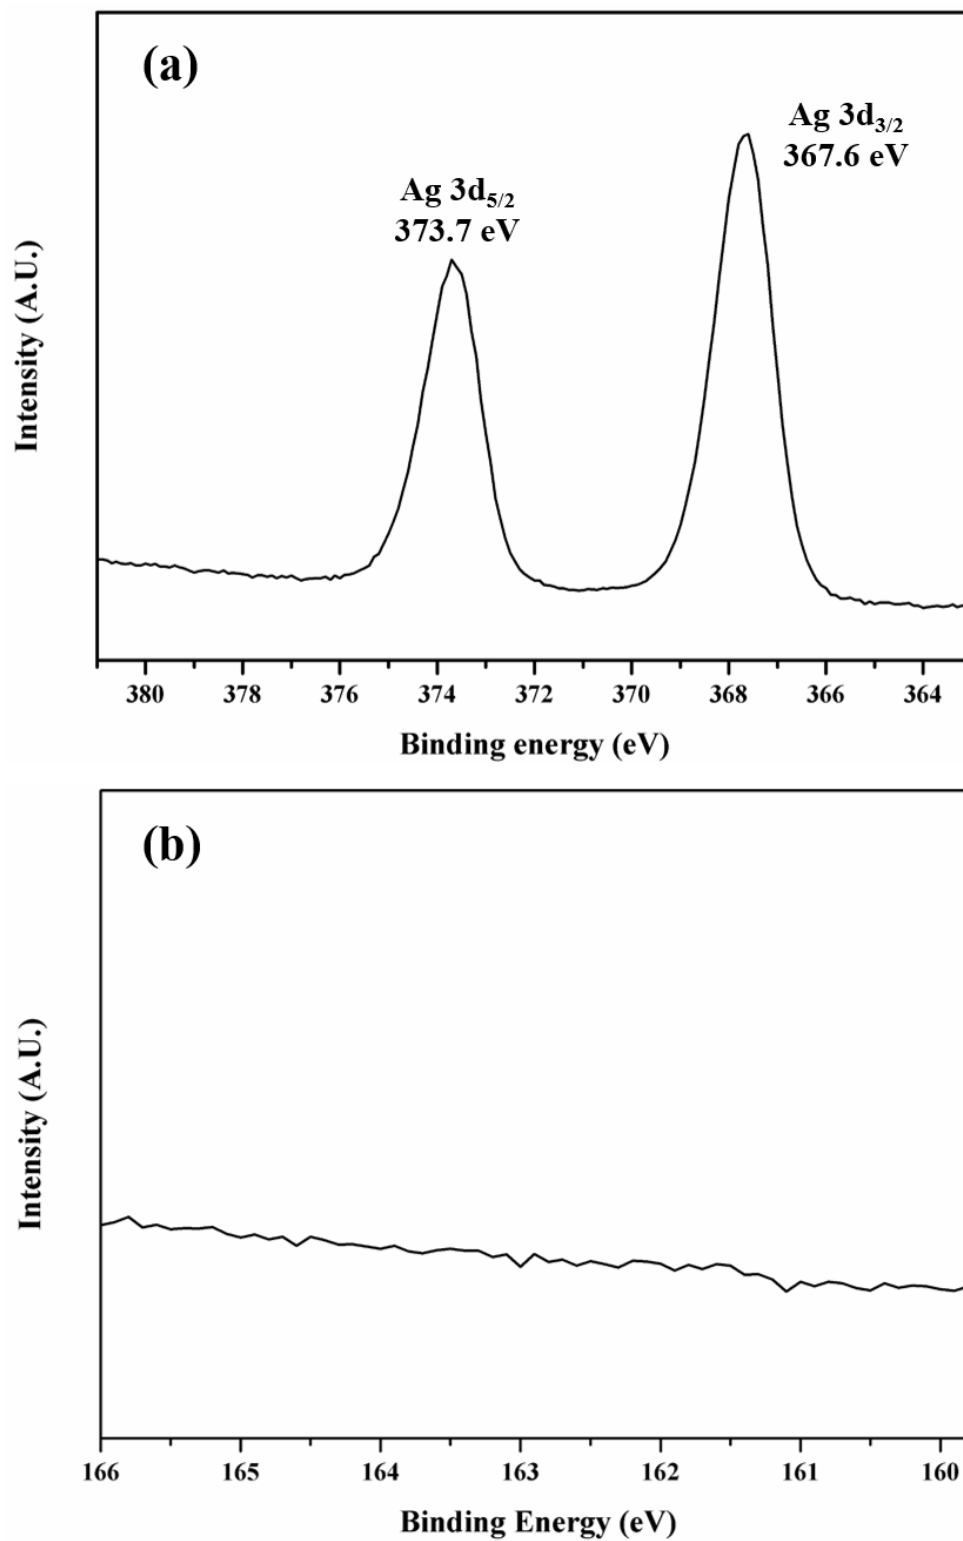 (a)
Ag 3d3/2
367.6 eV
Ag 3d5/2
373.7 eV
Intensity (A.U.)
380 378 376 374 372 370 368 366 364
Binding energy (eV)
(b)
Intensity (A.U.)
166 165 164 163 162 161 160
Binding Energy (eV)